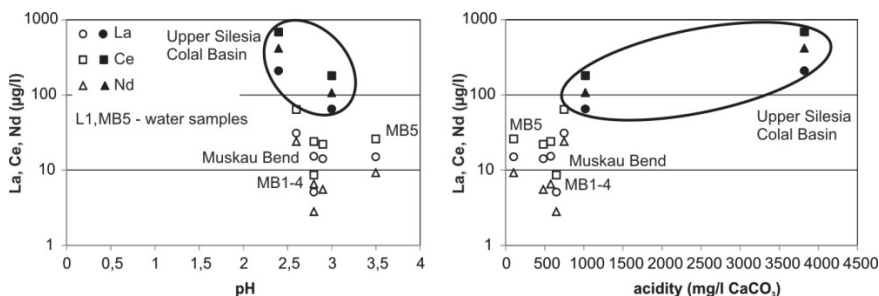 La, Ce, Nd (µg/l)
1000
100
10
1
La
Ce
Nd
Upper Silesia
Colal Basin
L1,MB5 - water samples
MB5
Muskau Bend
MB1-4
0 0,5 1 1,5 2 2,5 3 3,5 4
pH
La, Ce, Nd (µg/l)
1000
100
10
1
MB5
Upper Silesia
Colal Basin
Muskau Bend
MB1-4
0 500 1000 1500 2000 2500 3000 3500 4000 4500
acidity (mg/l CaCO₃)